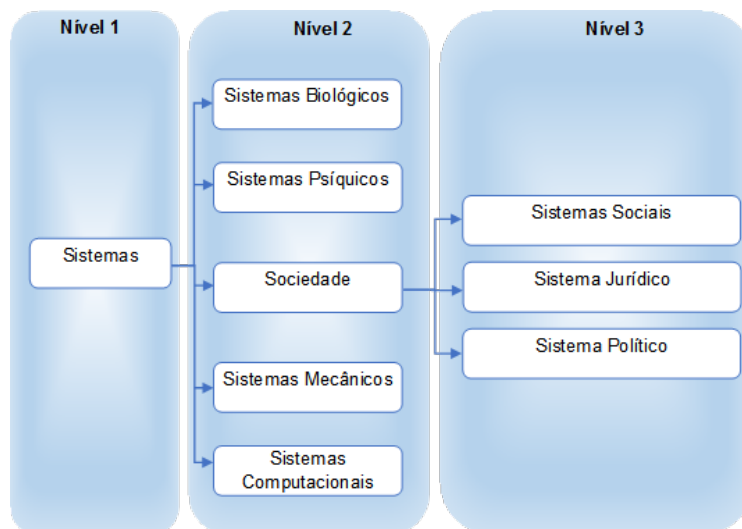 Nível 1
Nível 2
Nível 3
Sistemas Biológicos
Sistemas Psíquicos
Sistemas Sociais
Sistemas
Sociedade
Sistema Jurídico
Sistema Político
Sistemas Mecânicos
Sistemas
Computacionais